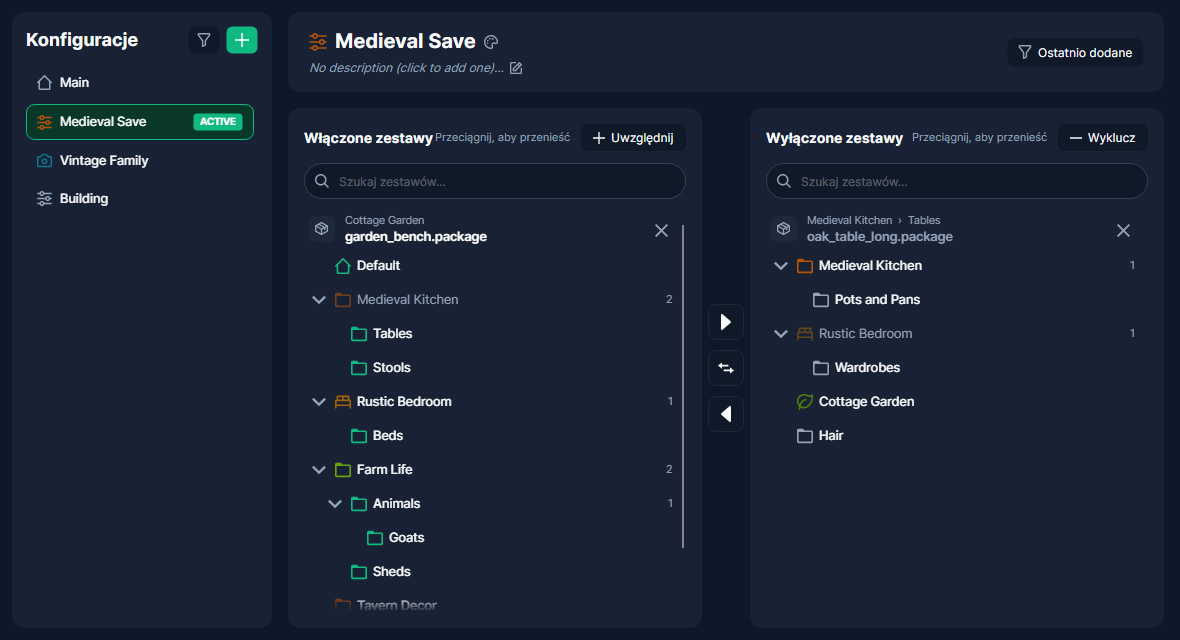 Konfiguracje
Main
Medieval Save ACTIVE
Vintage Family
Building
Medieval Save
No description (click to add one)...
Ostatnio dodane
Włączone zestawy Przeciągnij, aby przenieść Uwzględnij
Szukaj zestawów...
Cottage Garden
garden_bench.package
Default
Medieval Kitchen 2
Tables
Stools
Rustic Bedroom 1
Beds
Farm Life 2
Animals 1
Goats
Sheds
Tavern Decor
Wyłączone zestawy Przeciągnij, aby przenieść Wyklucz
Szukaj zestawów...
Medieval Kitchen › Tables
oak_table_long.package
Medieval Kitchen 1
Pots and Pans
Rustic Bedroom 1
Wardrobes
Cottage Garden
Hair